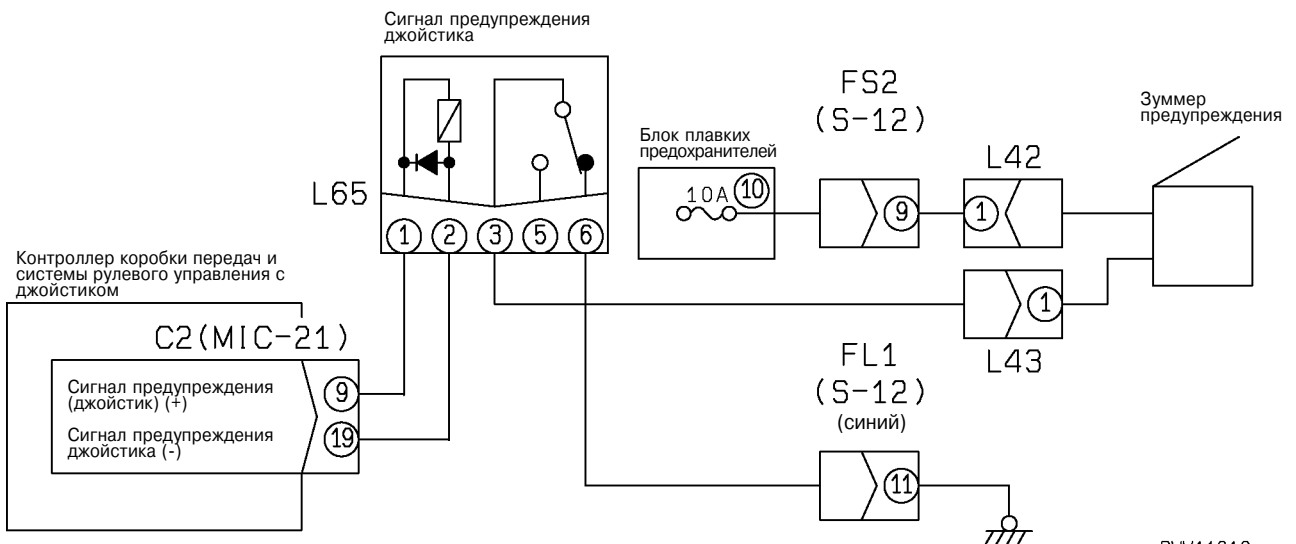 Сигнал предупреждения
джойстика
FS2
(S-12)
Зуммер
предупреждения
Блок плавких
предохранителей
L42
10A 10
L65
9
1
1 2 3 5 6
Контроллер коробки передач и
системы рулевого управления с
джойстиком
1
C2(MIC-21)
L43
FL1
(S-12)
(синий)
Сигнал предупреждения
(джойстик) (+)
9
Сигнал предупреждения
джойстика (-)
19
11